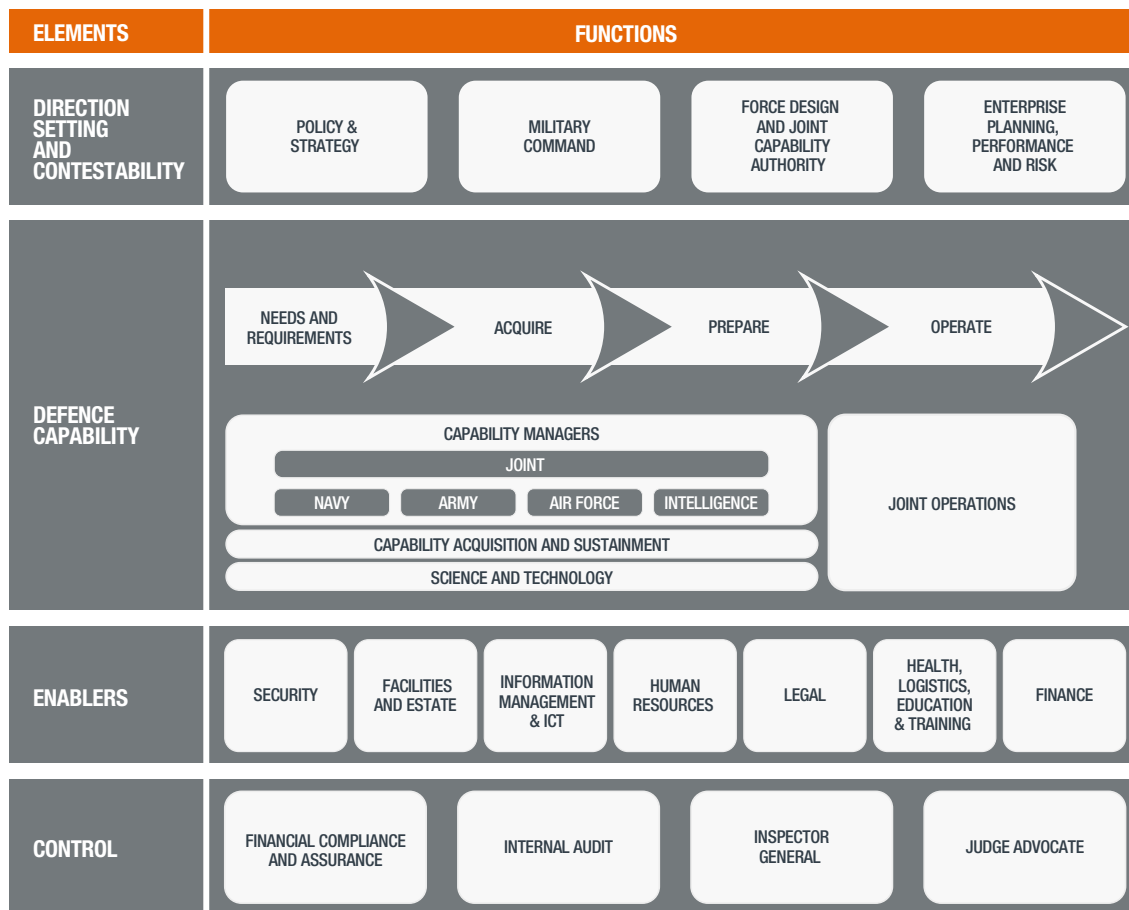 ELEMENTS
FUNCTIONS
DIRECTION
SETTING
AND
CONTESTABILITY
POLICY &
STRATEGY
MILITARY
COMMAND
FORCE DESIGN
AND JOINT
CAPABILITY
AUTHORITY
ENTERPRISE
PLANNING,
PERFORMANCE
AND RISK
DEFENCE
CAPABILITY
NEEDS AND
REQUIREMENTS
ACQUIRE
PREPARE
OPERATE
CAPABILITY MANAGERS
JOINT
NAVY
ARMY
AIR FORCE
INTELLIGENCE
CAPABILITY ACQUISITION AND SUSTAINMENT
SCIENCE AND TECHNOLOGY
JOINT OPERATIONS
ENABLERS
SECURITY
FACILITIES
AND ESTATE
INFORMATION
MANAGEMENT
& ICT
HUMAN
RESOURCES
LEGAL
HEALTH,
LOGISTICS,
EDUCATION
& TRAINING
FINANCE
CONTROL
FINANCIAL COMPLIANCE
AND ASSURANCE
INTERNAL AUDIT
INSPECTOR
GENERAL
JUDGE ADVOCATE